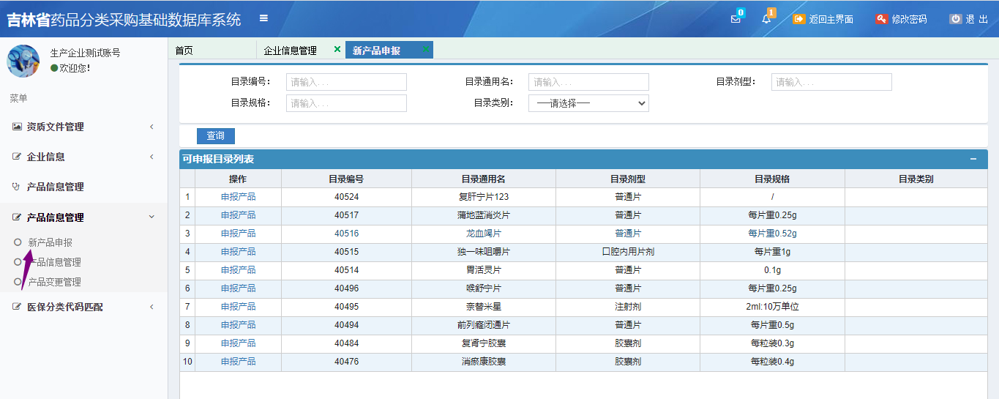 吉林省药品分类采购基础数据库系统
0
1
返回主界面
修改密码
退 出
生产企业测试账号
欢迎您!
首页
企业信息管理
新产品申报
菜单
资质文件管理
企业信息
产品信息管理
产品信息管理
新产品申报
产品信息管理
产品变更管理
医保分类代码匹配
目录编号: 请输入... 目录通用名: 请输入... 目录剂型: 请输入...
目录规格: 请输入... 目录类别: ──请选择──
查询
可申报目录列表
操作 目录编号 目录通用名 目录剂型 目录规格 目录类别
1 申报产品 40524 复肝宁片123 普通片 /
2 申报产品 40517 蒲地蓝消炎片 普通片 每片重0.25g
3 申报产品 40516 龙血竭片 普通片 每片重0.52g
4 申报产品 40515 独一味咀嚼片 口腔内用片剂 每片重1g
5 申报产品 40514 胃活灵片 普通片 0.1g
6 申报产品 40496 喉舒宁片 普通片 每片重0.25g
7 申报产品 40495 奈替米星 注射剂 2ml:10万单位
8 申报产品 40494 前列癃闭通片 普通片 每片重0.5g
9 申报产品 40484 复肾宁胶囊 胶囊剂 每粒装0.3g
10 申报产品 40476 消瘀康胶囊 胶囊剂 每粒装0.4g